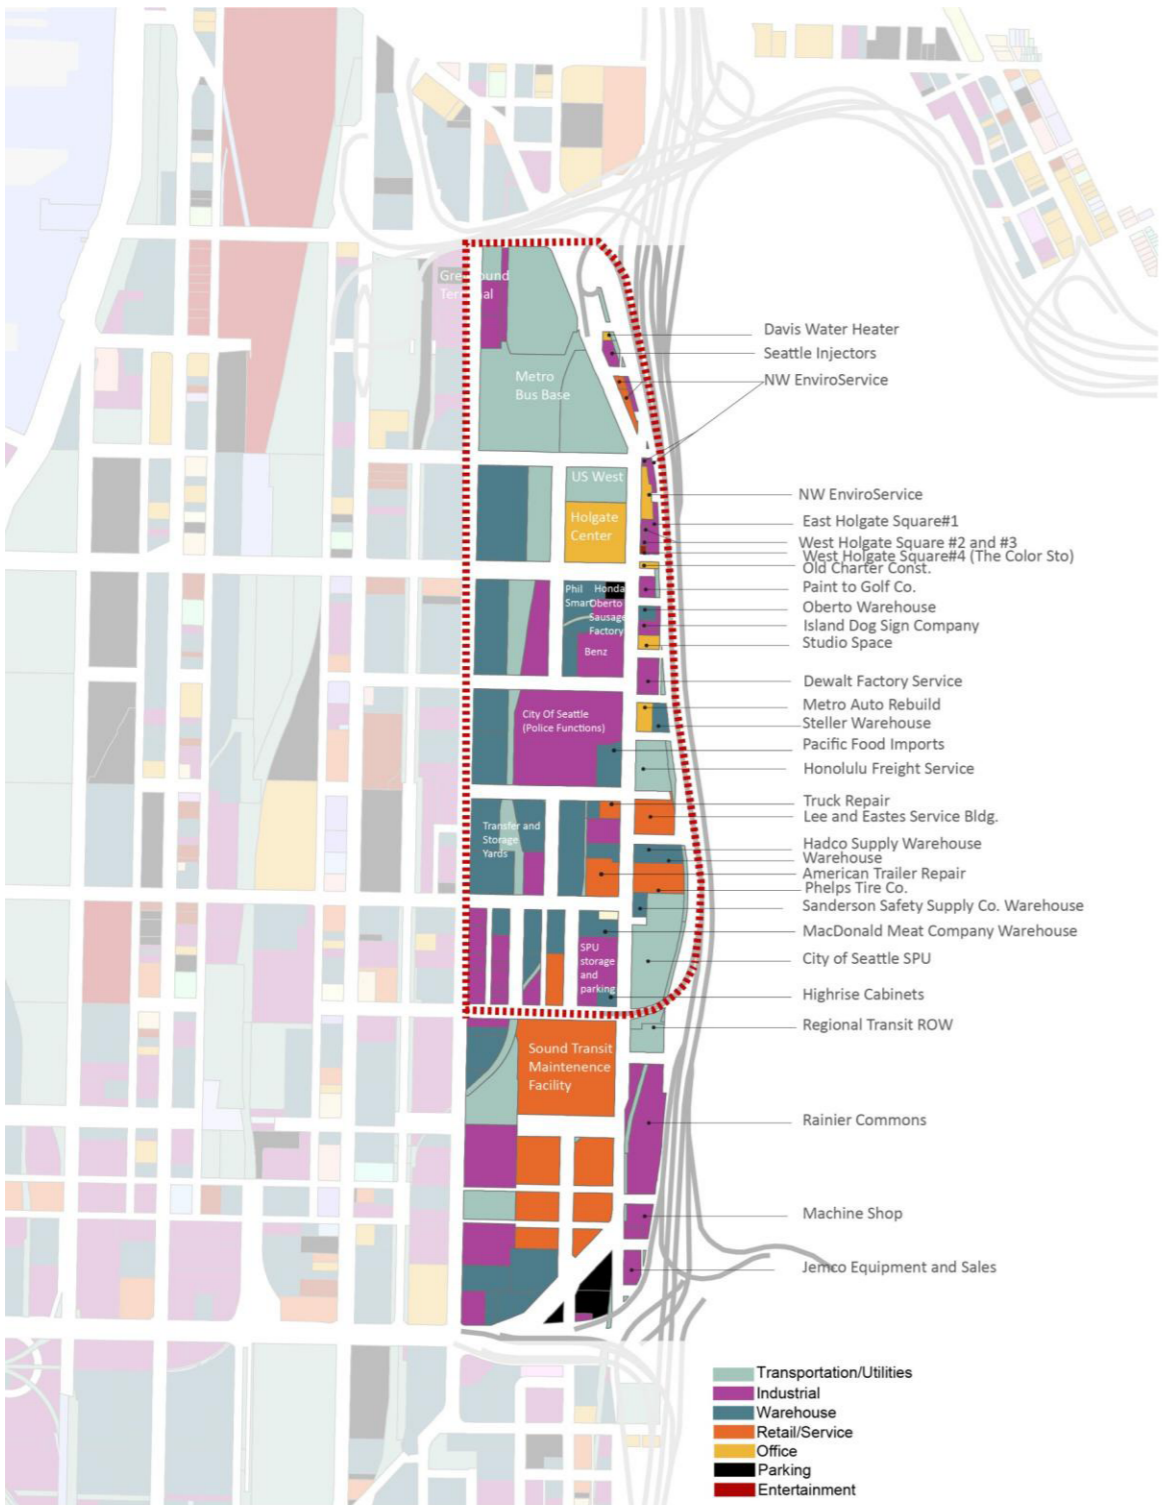 Greyhound
Terminal
Davis Water Heater
Seattle Injectors
NW EnviroService
Metro
Bus Base
US West
Holgate
Center
NW EnviroService
East Holgate Square#1
West Holgate Square #2 and #3
West Holgate Square#4 (The Color Sto)
Old Charter Const.
Paint to Golf Co.
Phil
Smart
Honda
Oberto
Sausage
Factory
Benz
Oberto Warehouse
Island Dog Sign Company
Studio Space
Dewalt Factory Service
City Of Seattle
(Police Functions)
Metro Auto Rebuild
Steller Warehouse
Pacific Food Imports
Honolulu Freight Service
Truck Repair
Lee and Eastes Service Bldg.
Transfer and
Storage
Yards
Hadco Supply Warehouse
Warehouse
American Trailer Repair
Phelps Tire Co.
Sanderson Safety Supply Co. Warehouse
MacDonald Meat Company Warehouse
SPU
storage
and
parking
City of Seattle SPU
Highrise Cabinets
Regional Transit ROW
Sound Transit
Maintenence
Facility
Rainier Commons
Machine Shop
Jemco Equipment and Sales
Transportation/Utilities
Industrial
Warehouse
Retail/Service
Office
Parking
Entertainment